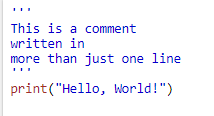 '''
This is a comment
written in
more than just one line
'''
print("Hello, World!")